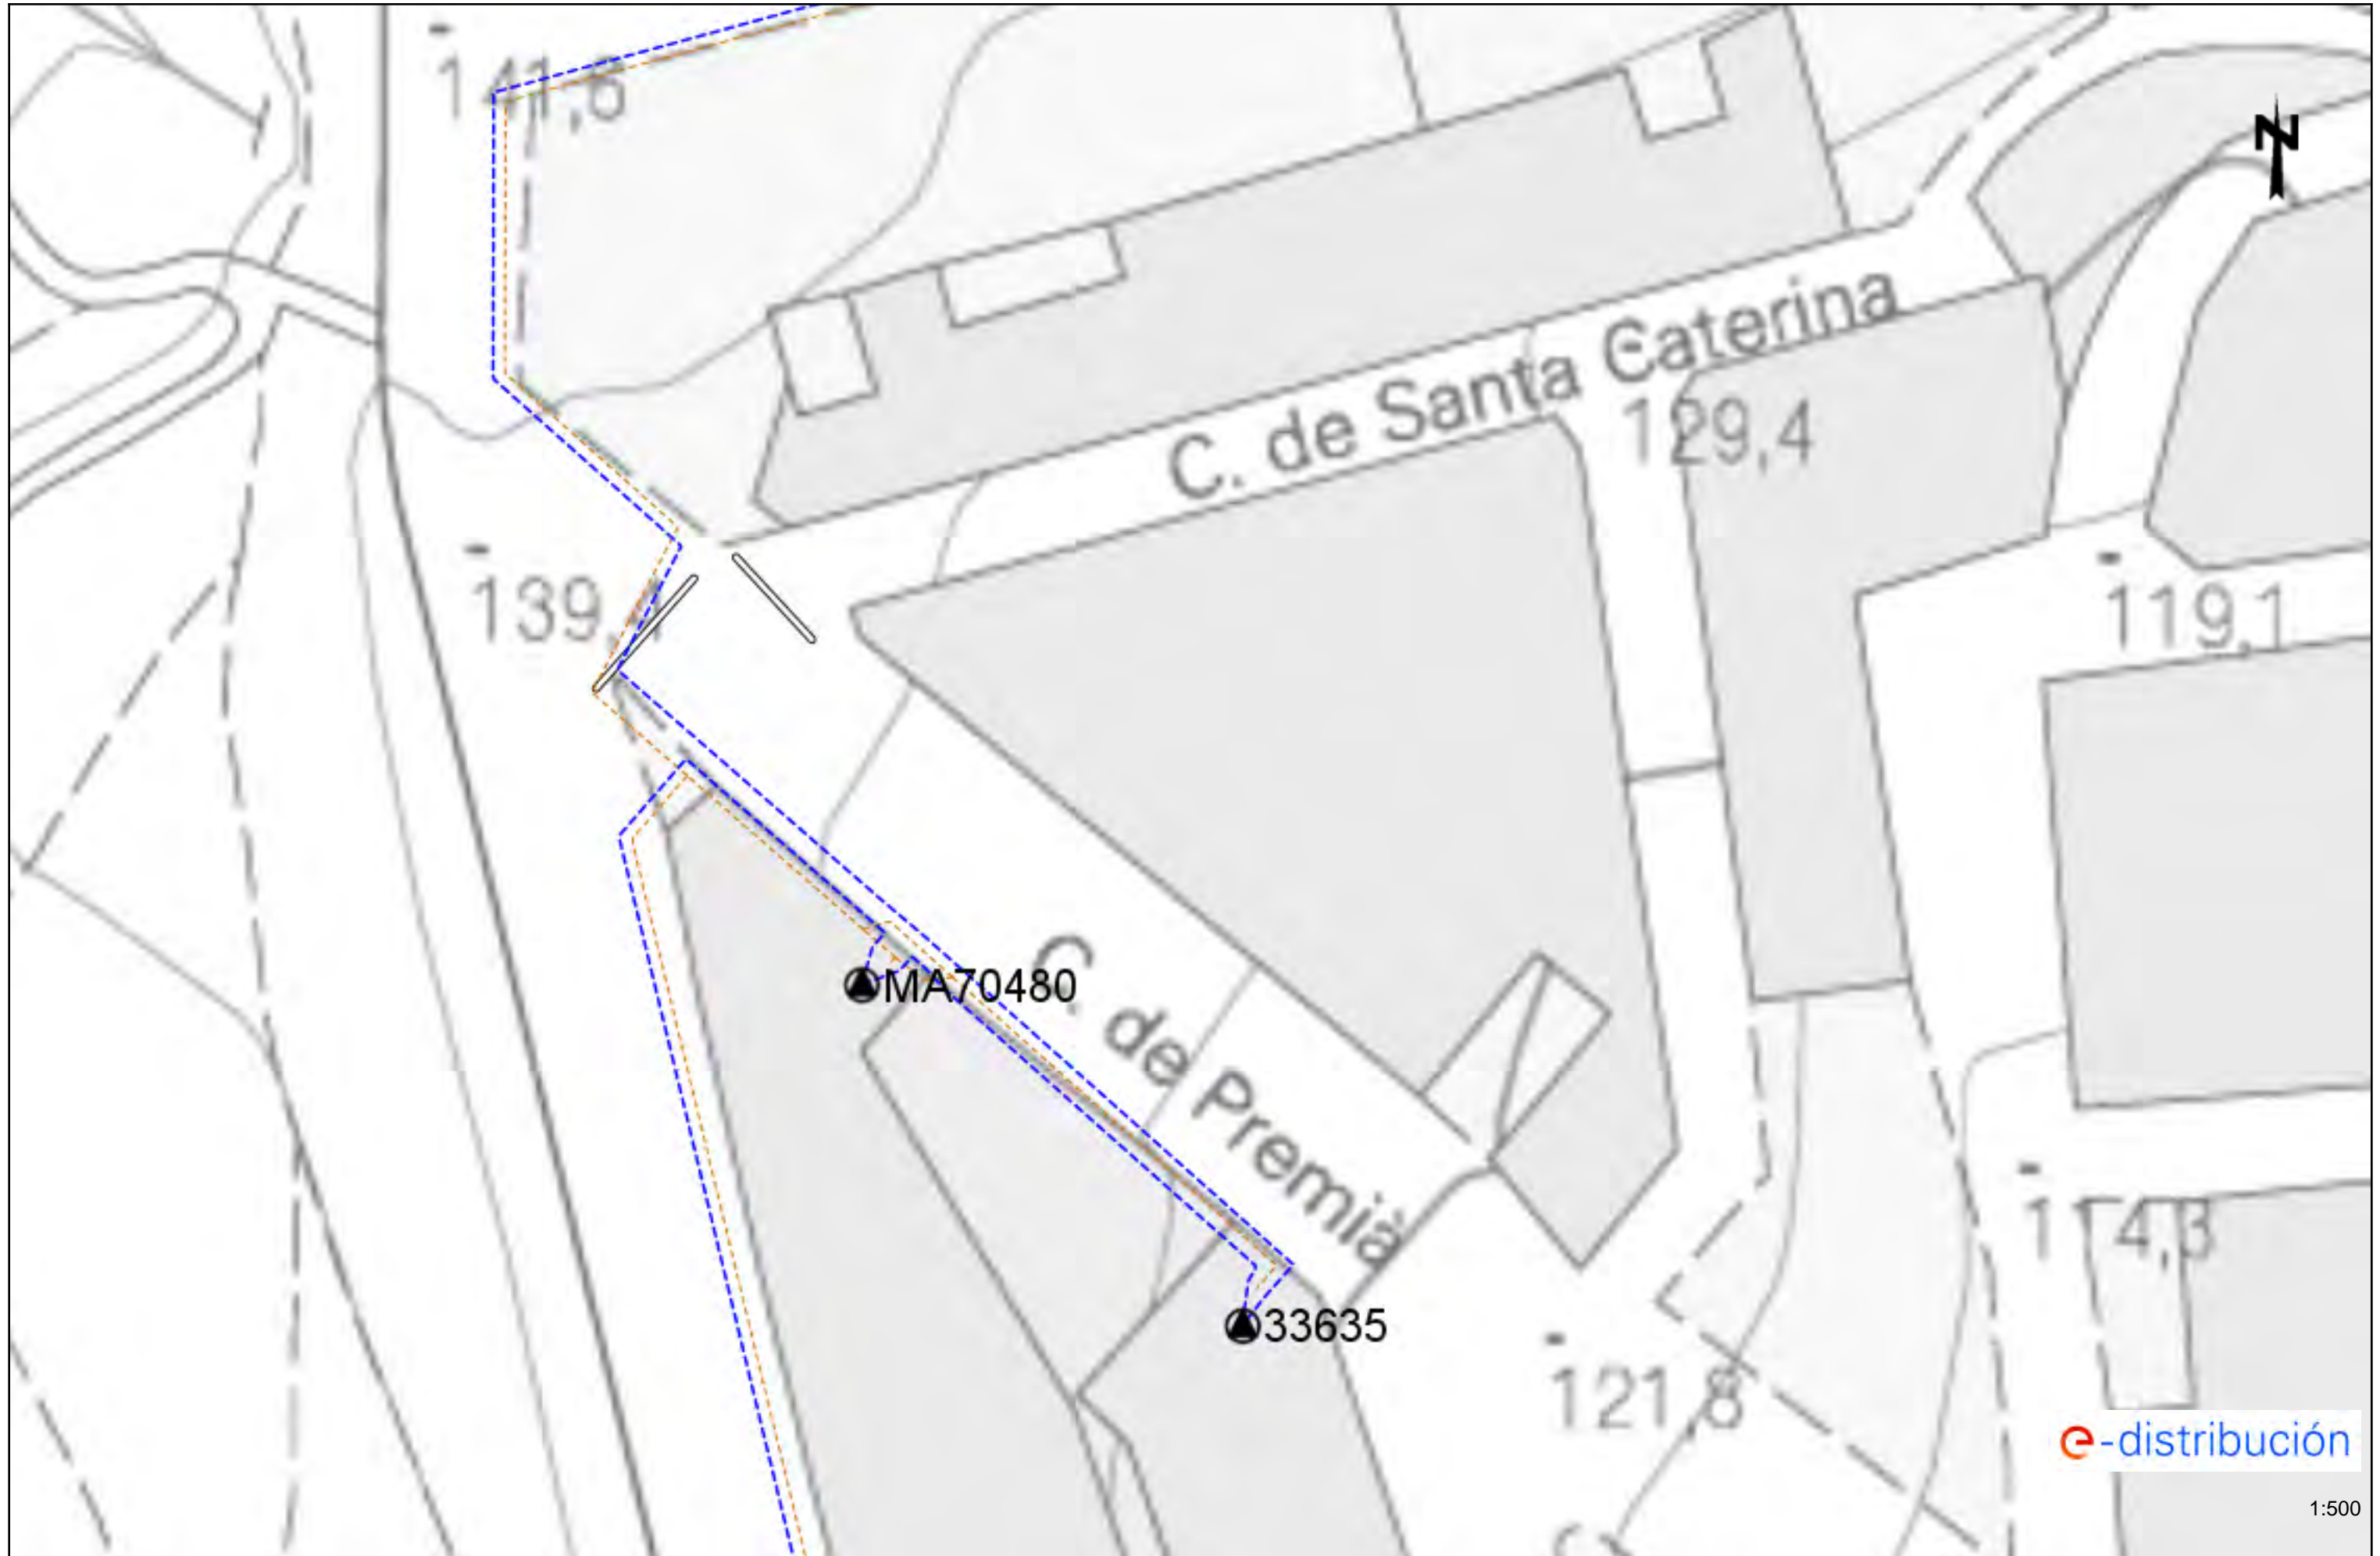 141,6
N
C. de Santa Caterina
129,4
139,
119,1
MA70480
C. de Premià
114,3
33635
121,8
e-distribución
1:500